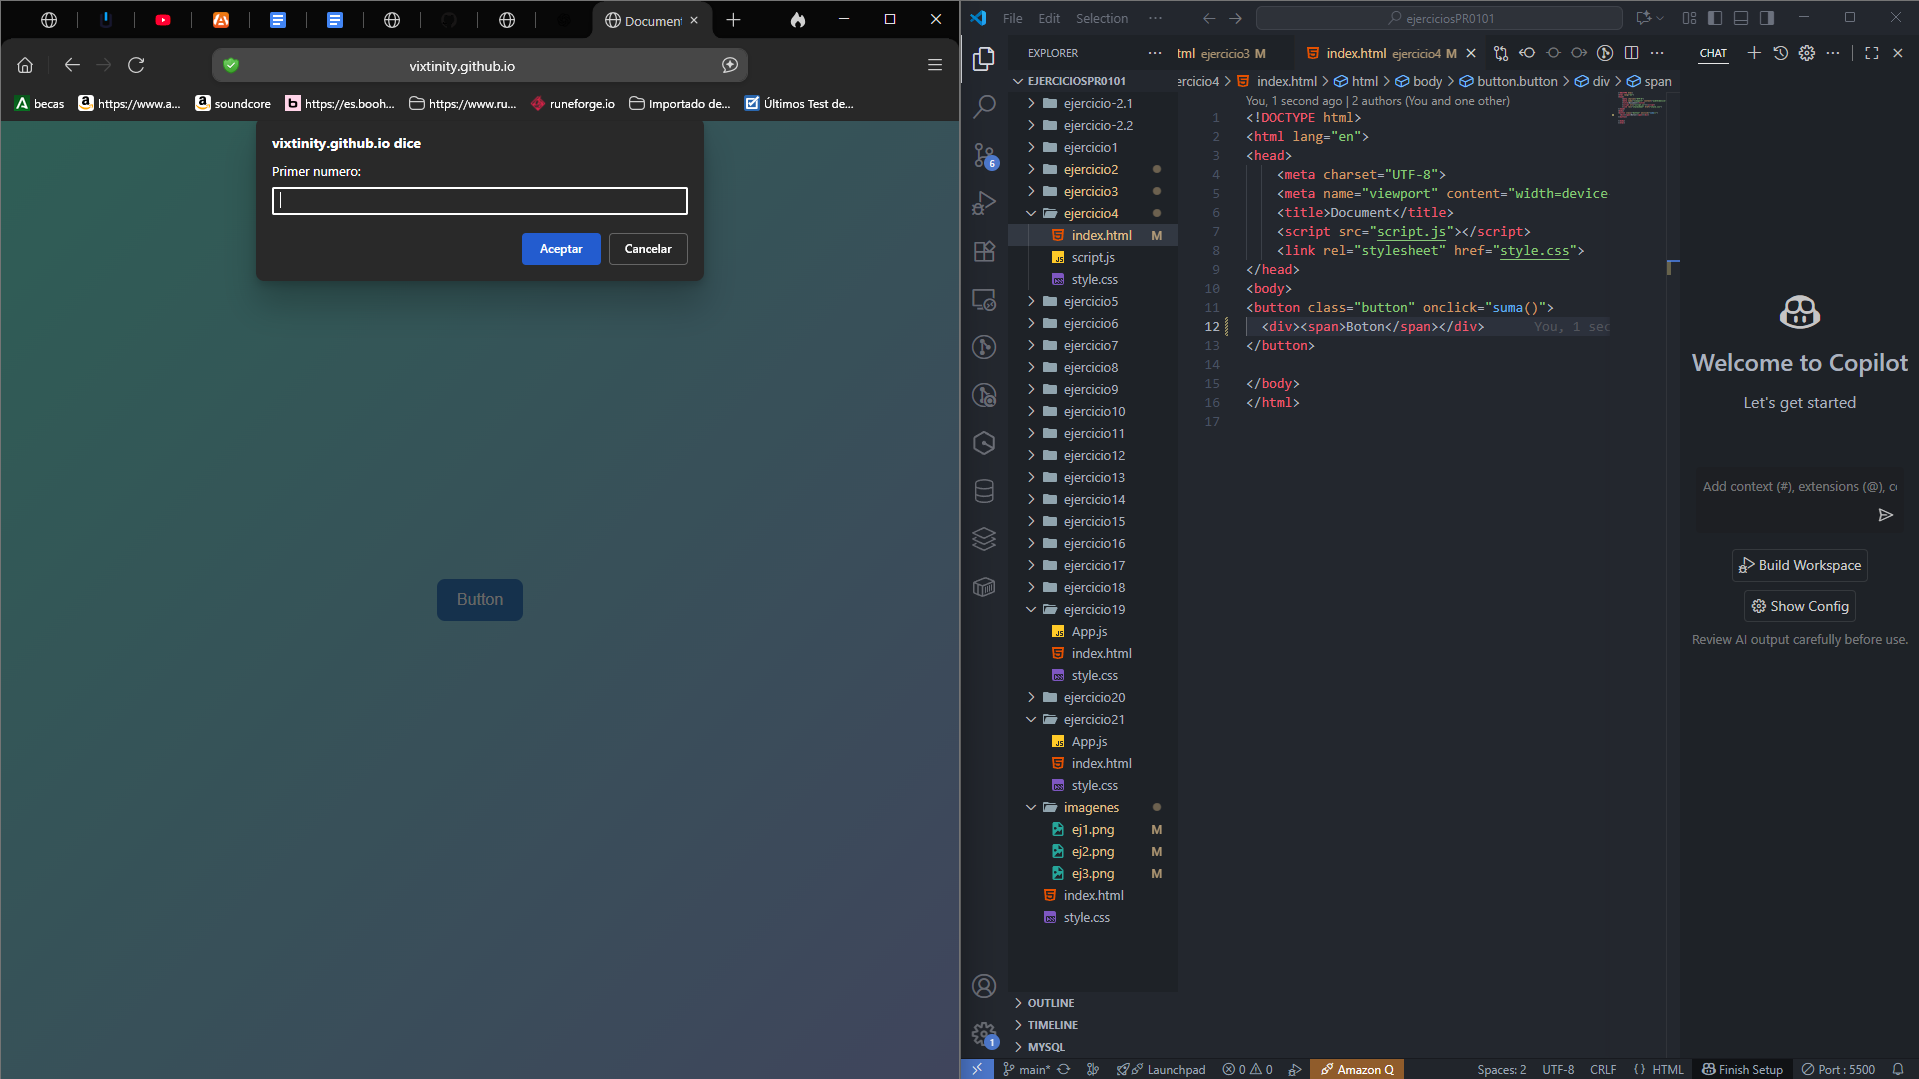 Document
vixtinity.github.io
becas
https://www.a...
soundcore
https://es.booh...
https://www.ru...
runeforge.io
Importado de...
Últimos Test de...
vixtinity.github.io dice
Primer numero:
Aceptar
Cancelar
Button
File Edit Selection ...
ejerciciosPR0101
EXPLORER
EJERCICIOSPR0101
ejercicio-2.1
ejercicio-2.2
ejercicio1
ejercicio2
ejercicio3
ejercicio4
index.html M
script.js
style.css
ejercicio5
ejercicio6
ejercicio7
ejercicio8
ejercicio9
ejercicio10
ejercicio11
ejercicio12
ejercicio13
ejercicio14
ejercicio15
ejercicio16
ejercicio17
ejercicio18
ejercicio19
App.js
index.html
style.css
ejercicio20
ejercicio21
App.js
index.html
style.css
imagenes
ej1.png M
ej2.png M
ej3.png M
index.html
style.css
OUTLINE
TIMELINE
MYSQL
6
1
tml ejercicio3 M
index.html ejercicio4 M
ercicio4 > index.html > html > body > button.button > div > span
You, 1 second ago | 2 authors (You and one other)
1 <!DOCTYPE html>
2 <html lang="en">
3 <head>
4 <meta charset="UTF-8">
5 <meta name="viewport" content="width=device
6 <title>Document</title>
7 <script src="script.js"></script>
8 <link rel="stylesheet" href="style.css">
9 </head>
10 <body>
11 <button class="button" onclick="suma()">
12 <div><span>Boton</span></div> You, 1 sec
13 </button>
14
15 </body>
16 </html>
17
CHAT
Welcome to Copilot
Let's get started
Add context (#), extensions (@), co
Build Workspace
Show Config
Review AI output carefully before use.
main*
Launchpad
0 0
Amazon Q
Spaces: 2
UTF-8
CRLF
{} HTML
Finish Setup
Port : 5500